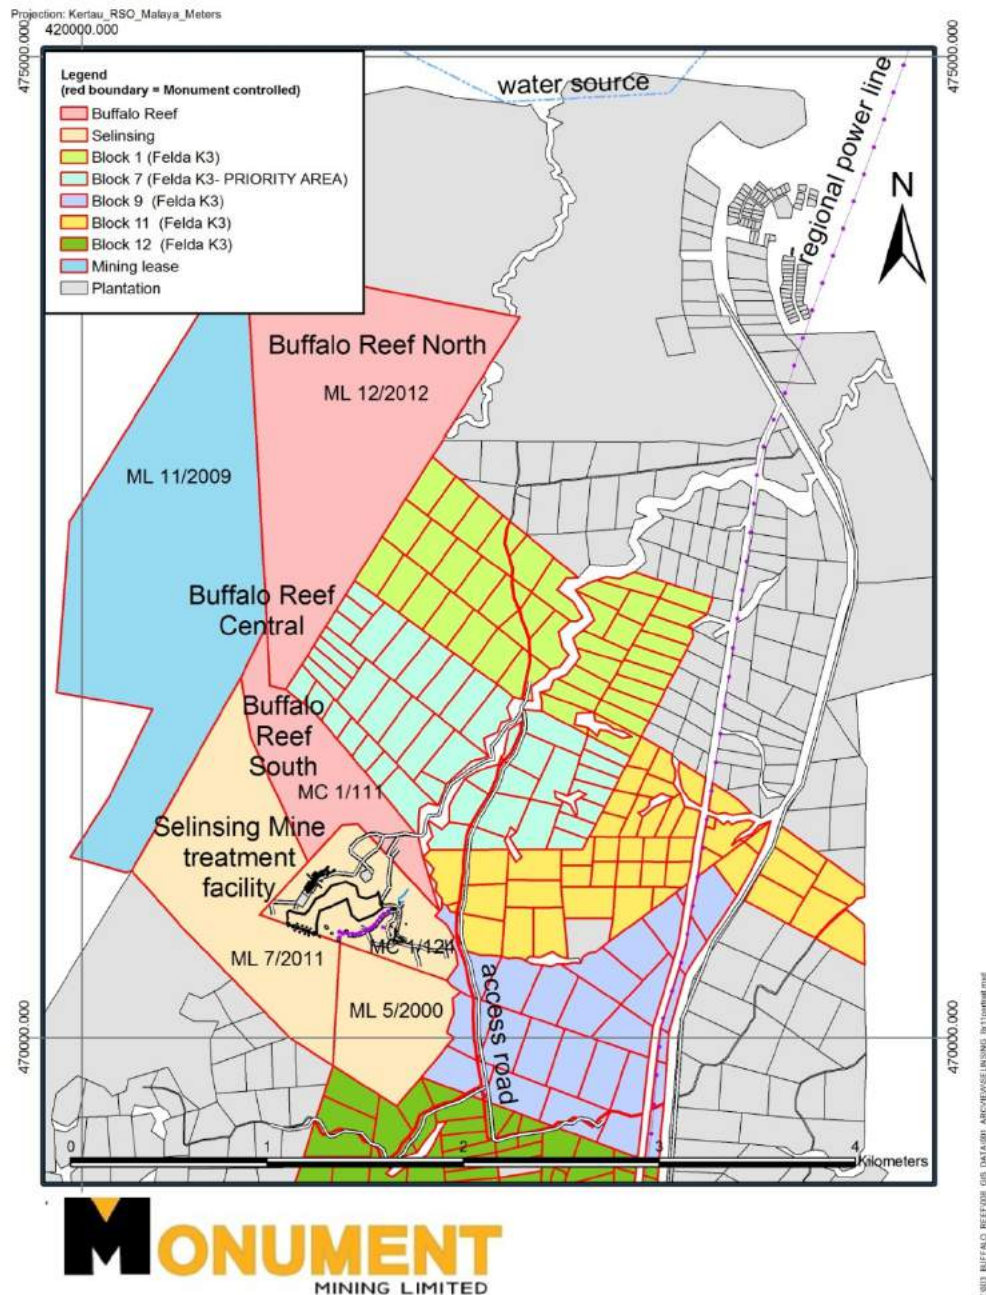 Projection: Kertau_RSO_Malaya_Meters
420000.000
475000.000
475000.000
Legend
(red boundary = Monument controlled)
Buffalo Reef
Selinsing
Block 1 (Felda K3)
Block 7 (Felda K3- PRIORITY AREA)
Block 9 (Felda K3)
Block 11 (Felda K3)
Block 12 (Felda K3)
Mining lease
Plantation
water source
regional power line
N
Buffalo Reef North
ML 12/2012
ML 11/2009
Buffalo Reef
Central
Buffalo
Reef
South
MC 1/111
Selinsing Mine
treatment
facility
MC 1/124
ML 7/2011
ML 5/2000
access road
470000.000
470000.000
0 1 2 3 4
Kilometers
MONUMENT
MINING LIMITED